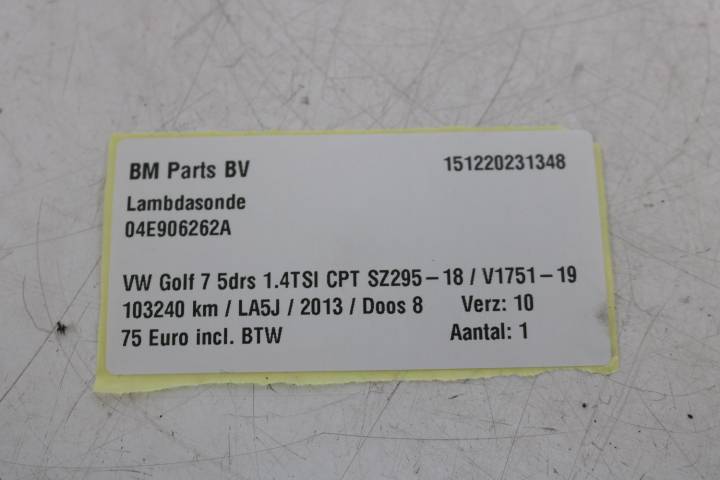 BM Parts BV 151220231348
Lambdasonde
04E906262A
VW Golf 7 5drs 1.4TSI CPT SZ295-18 / V1751-19
103240 km / LA5J / 2013 / Doos 8 Verz: 10
75 Euro incl. BTW Aantal: 1